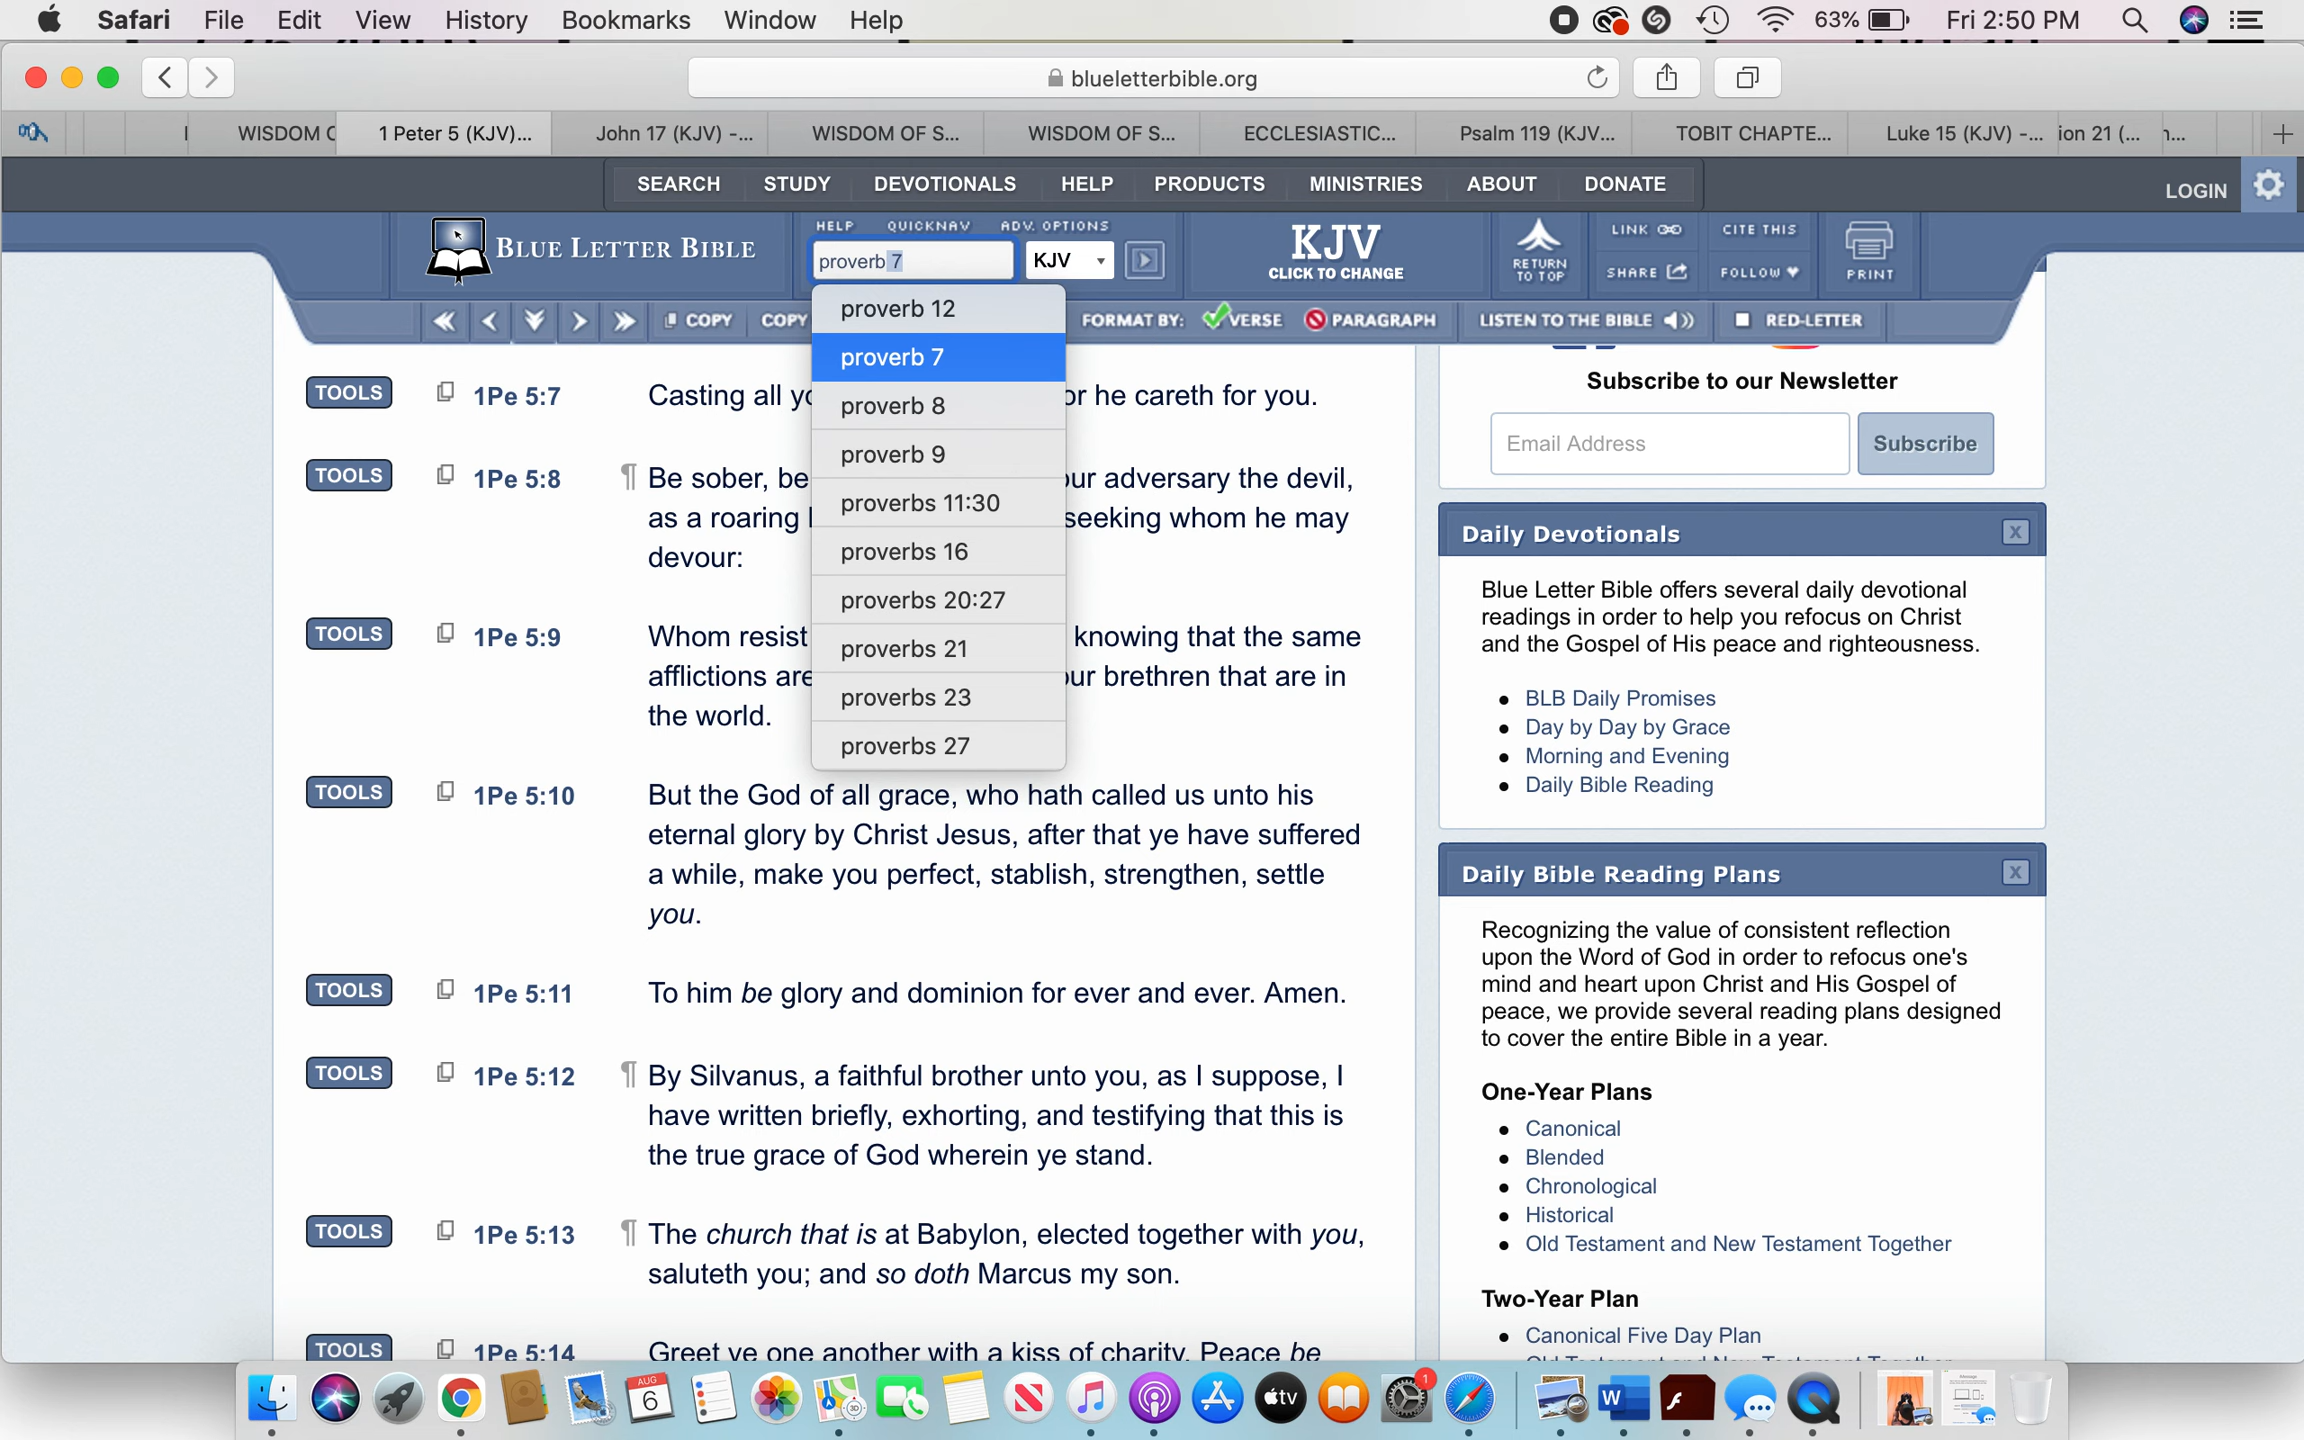 Safari File Edit View History Bookmarks Window Help 63% Fri 2:50 PM
blueletterbible.org
WISDOM O
1 Peter 5 (KJV)...
John 17 (KJV) -...
WISDOM OF S...
WISDOM OF S...
ECCLESIASTIC...
Psalm 119 (KJV...
TOBIT CHAPTE...
Luke 15 (KJV) -...
ion 21 (...
SEARCH STUDY DEVOTIONALS HELP PRODUCTS MINISTRIES ABOUT DONATE
LOGIN
BLUE LETTER BIBLE
HELP QUICKNAV ADV. OPTIONS
proverb 7
KJV
KJV
CLICK TO CHANGE
RETURN
TO TOP
LINK
CITE THIS
SHARE
FOLLOW
PRINT
COPY
COPY
FORMAT BY: VERSE PARAGRAPH
LISTEN TO THE BIBLE
RED-LETTER
proverb 12
proverb 7
proverb 8
proverb 9
proverbs 11:30
proverbs 16
proverbs 20:27
proverbs 21
proverbs 23
proverbs 27
TOOLS 1Pe 5:7 Casting all yo or he careth for you.
TOOLS 1Pe 5:8 ¶ Be sober, be ur adversary the devil,
as a roaring l seeking whom he may
devour:
TOOLS 1Pe 5:9 Whom resist knowing that the same
afflictions are ur brethren that are in
the world.
TOOLS 1Pe 5:10 But the God of all grace, who hath called us unto his
eternal glory by Christ Jesus, after that ye have suffered
a while, make you perfect, stablish, strengthen, settle
you.
TOOLS 1Pe 5:11 To him be glory and dominion for ever and ever. Amen.
TOOLS 1Pe 5:12 ¶ By Silvanus, a faithful brother unto you, as I suppose, I
have written briefly, exhorting, and testifying that this is
the true grace of God wherein ye stand.
TOOLS 1Pe 5:13 ¶ The church that is at Babylon, elected together with you,
saluteth you; and so doth Marcus my son.
TOOLS 1Pe 5:14 Greet ye one another with a kiss of charity. Peace be
Subscribe to our Newsletter
Email Address
Subscribe
Daily Devotionals
X
Blue Letter Bible offers several daily devotional
readings in order to help you refocus on Christ
and the Gospel of His peace and righteousness.
BLB Daily Promises
Day by Day by Grace
Morning and Evening
Daily Bible Reading
Daily Bible Reading Plans
X
Recognizing the value of consistent reflection
upon the Word of God in order to refocus one's
mind and heart upon Christ and His Gospel of
peace, we provide several reading plans designed
to cover the entire Bible in a year.
One-Year Plans
Canonical
Blended
Chronological
Historical
Old Testament and New Testament Together
Two-Year Plan
Canonical Five Day Plan
AUG
6
3D
tv
1
W